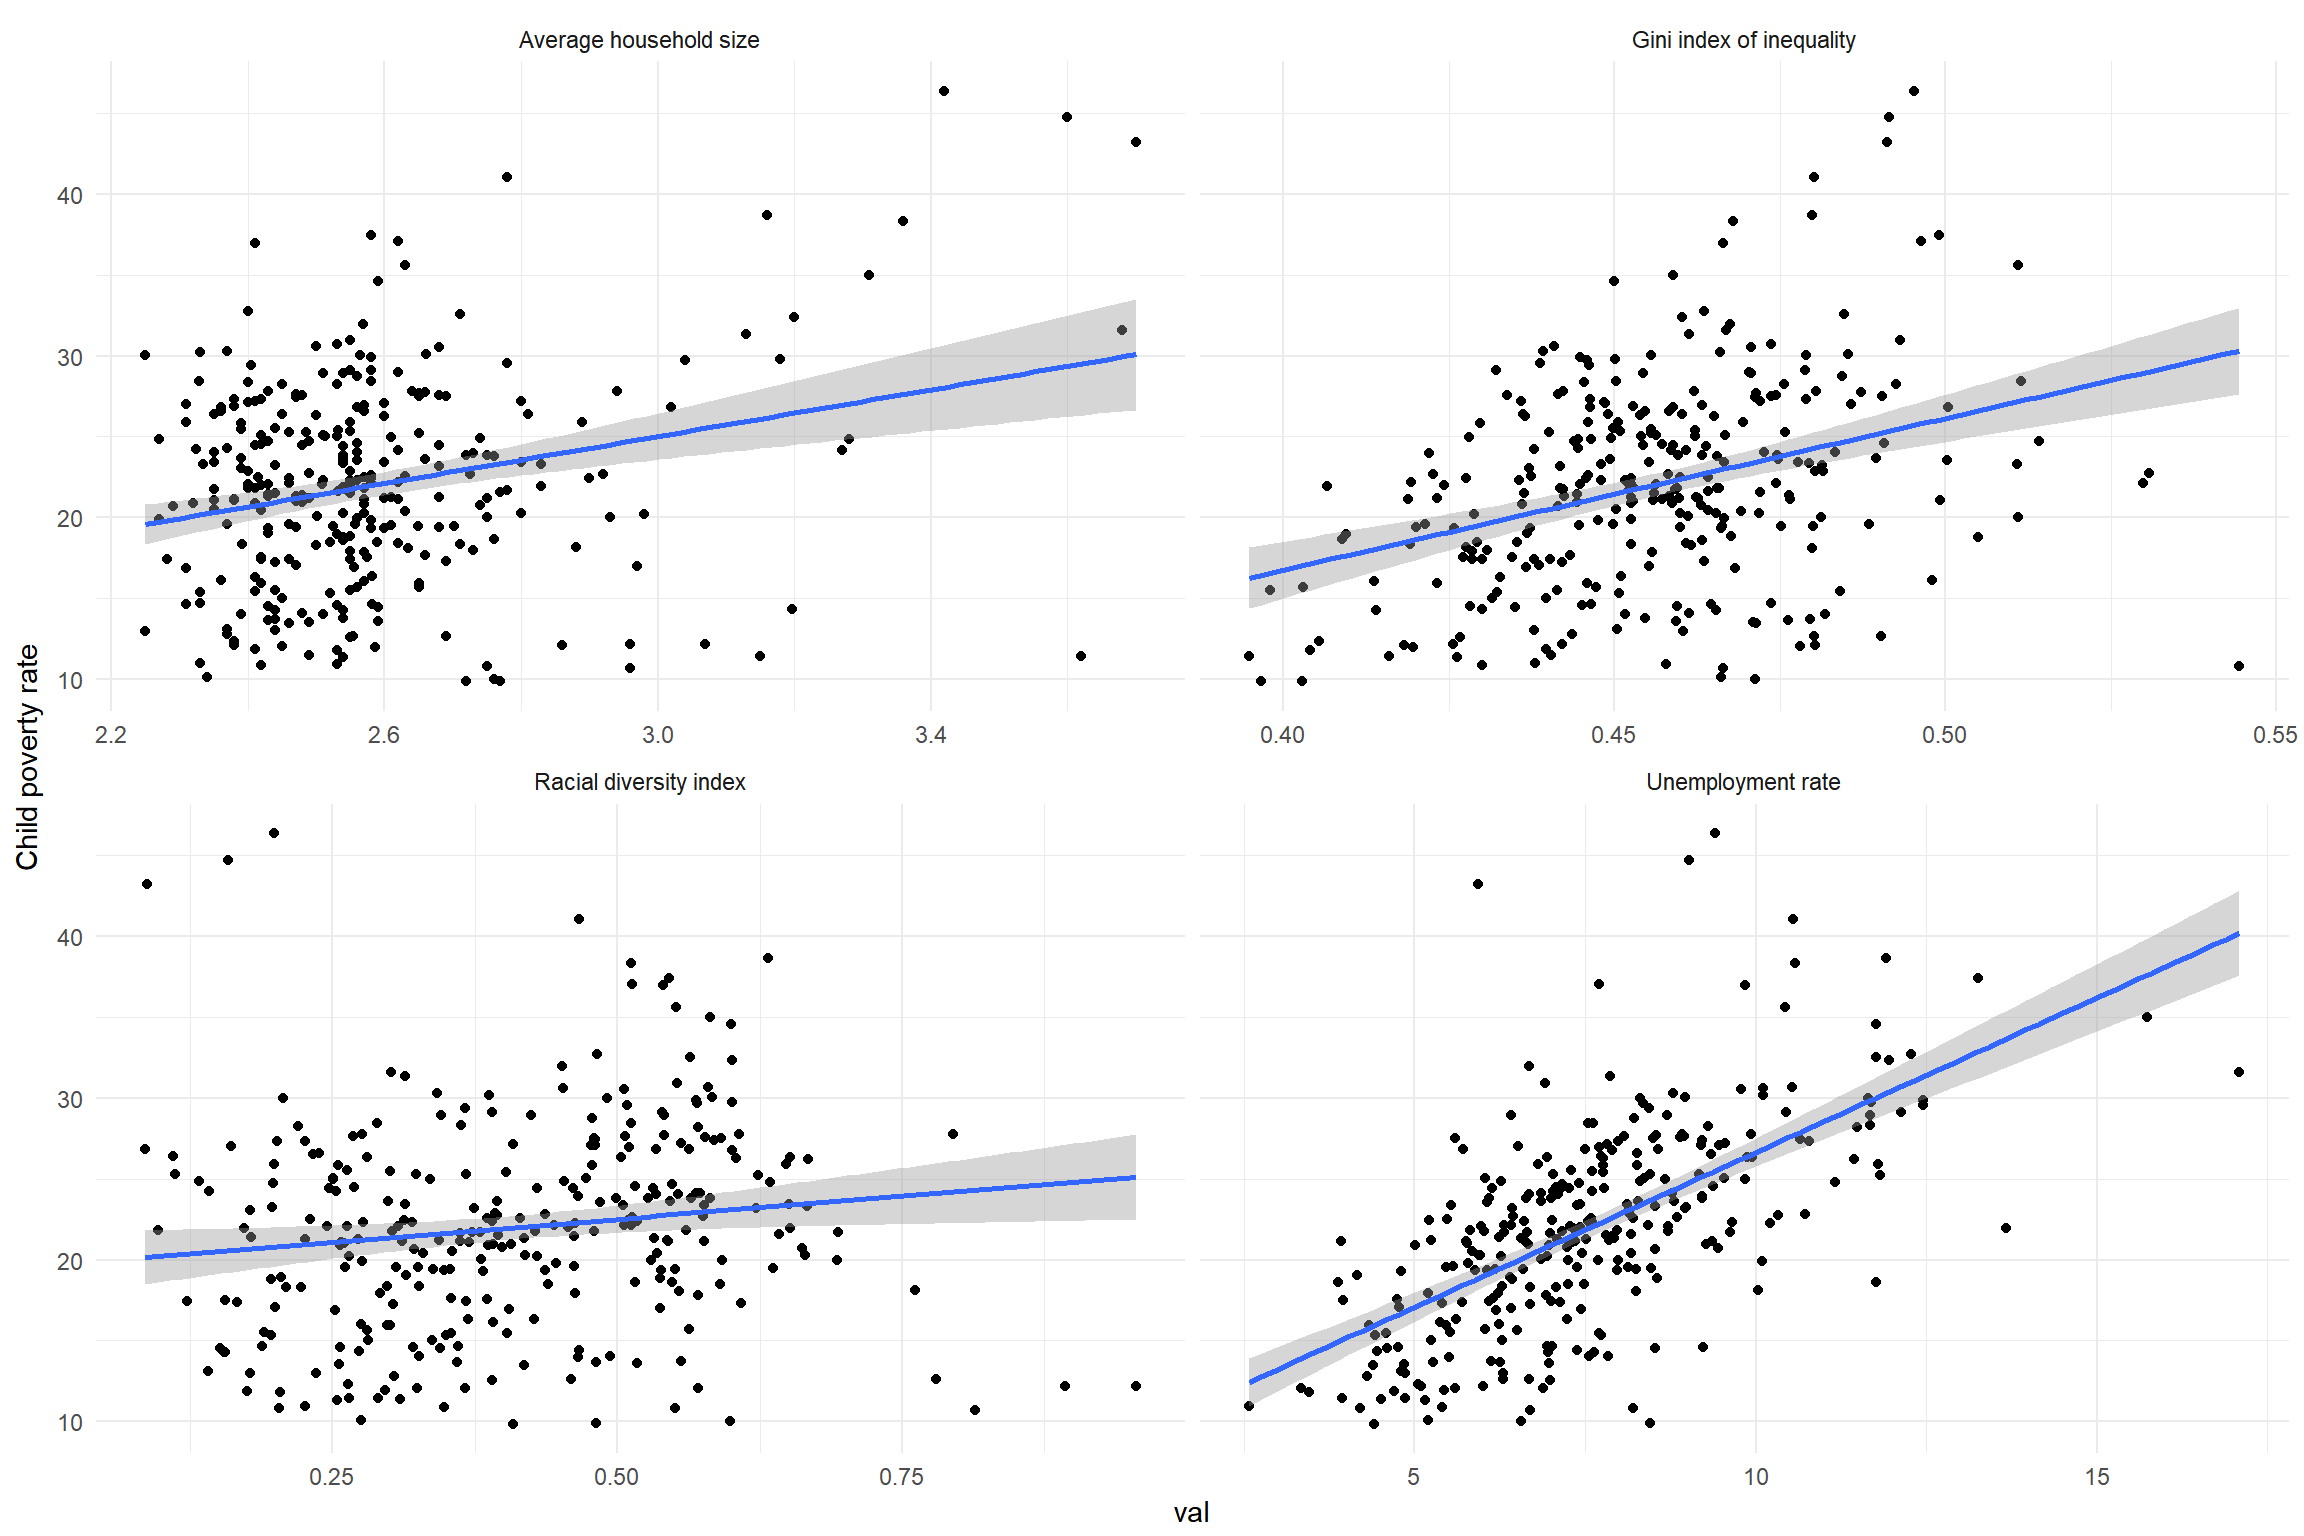 Average household size
Gini index of inequality
40
30
20
10
2.2 2.6 3.0 3.4
0.40 0.45 0.50 0.55
Child poverty rate
Racial diversity index
Unemployment rate
40
30
20
10
0.25 0.50 0.75
5 10 15
val